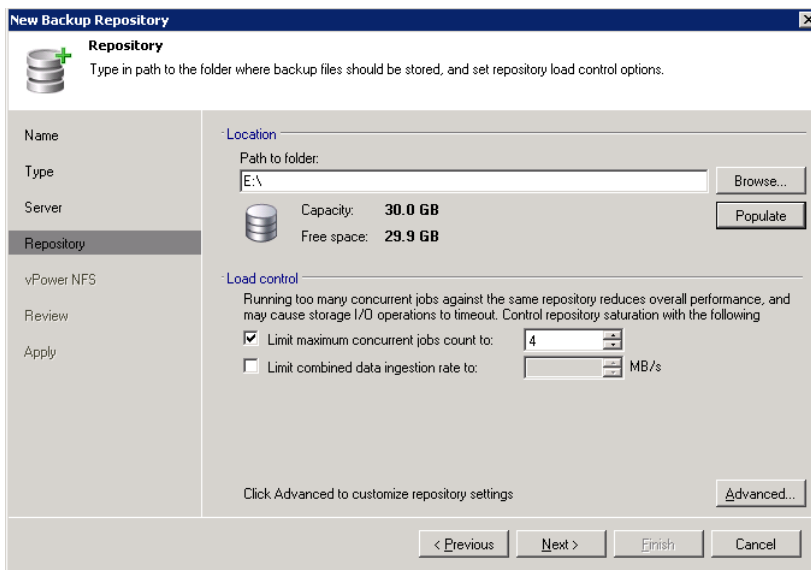 New Backup Repository
Repository
Type in path to the folder where backup files should be stored, and set repository load control options.
Name
Type
Server
Repository
vPower NFS
Review
Apply
Location
Path to folder:
E:\
Browse...
Capacity: 30.0 GB
Populate
Free space: 29.9 GB
Load control
Running too many concurrent jobs against the same repository reduces overall performance, and
may cause storage I/O operations to timeout. Control repository saturation with the following
Limit maximum concurrent jobs count to: 4
Limit combined data ingestion rate to: MB/s
Click Advanced to customize repository settings
Advanced...
< Previous
Next >
Finish
Cancel